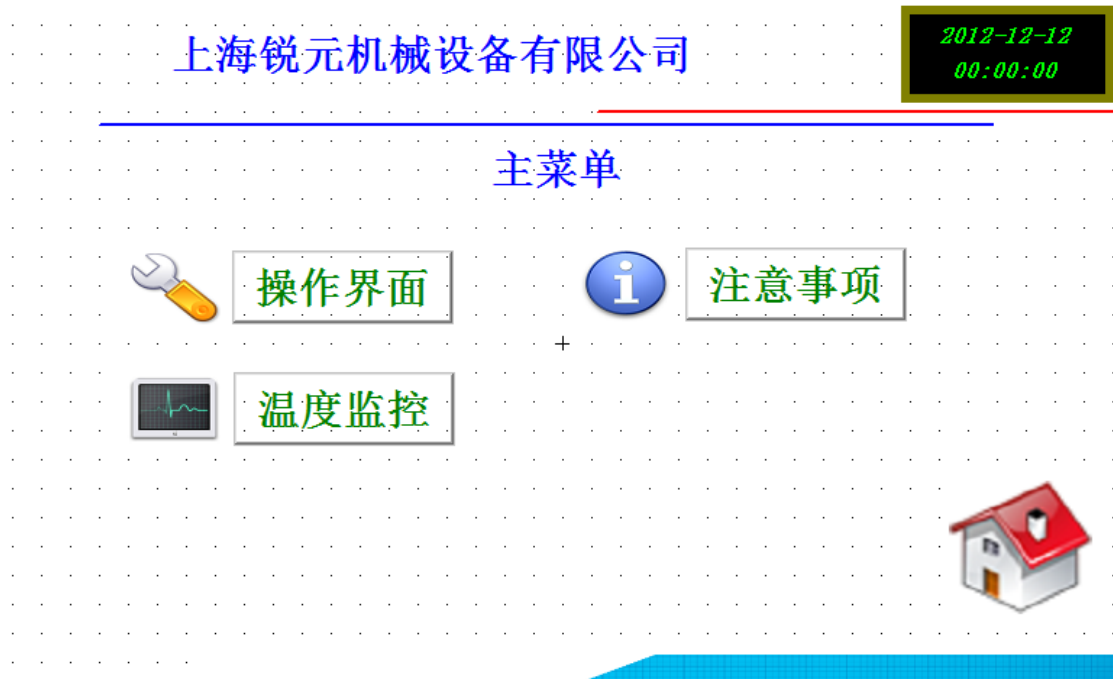 上海锐元机械设备有限公司
2012-12-12
00:00:00
主菜单
操作界面
注意事项
温度监控